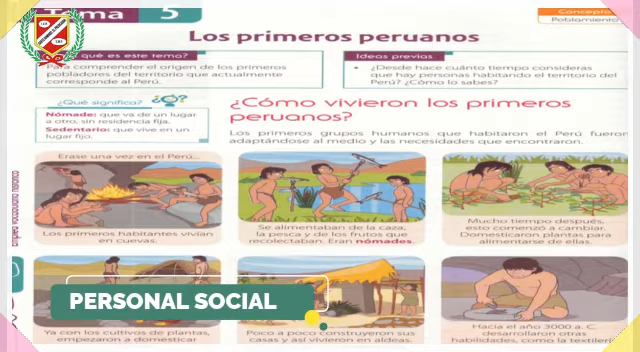 Tema 5
Concepto
Poblamiento
Los primeros peruanos
qué es este tema?
Para comprender el origen de los primeros
pobladores del territorio que actualmente
corresponde al Perú.
Ideas previas
• ¿Desde hace cuánto tiempo consideras
que hay personas habitando el territorio del
Perú? ¿Cómo lo sabes?
¿Qué significa?
Nómade: que va de un lugar
a otro, sin residencia fija.
Sedentario: que vive en un
lugar fijo.
¿Cómo vivieron los primeros
peruanos?
Los primeros grupos humanos que habitaron el Perú fueron
adaptándose al medio y las necesidades que encontraron.
Érase una vez en el Perú...
Los primeros habitantes vivían
en cuevas.
Se alimentaban de la caza,
la pesca y de los frutos que
recolectaban. Eran nómades.
Mucho tiempo después,
esto comenzó a cambiar.
Domesticaron plantas para
alimentarse de ellas.
PERSONAL SOCIAL
Ya con los cultivos de plantas,
empezaron a domesticar
Poco a poco construyeron sus
casas y así vivieron en aldeas.
Hacia el año 3000 a. C.
desarrollaron otras
habilidades, como la textilería